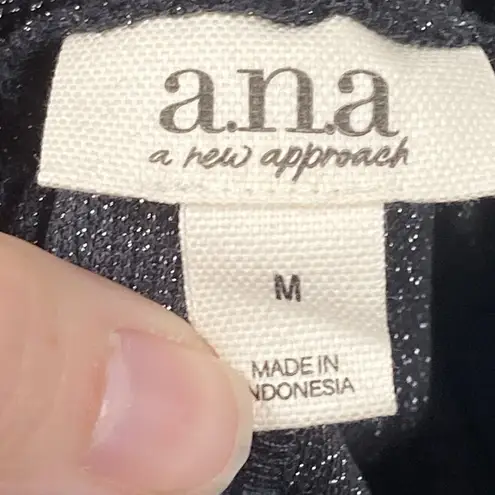 a.n.a
a new approach
M
MADE IN
INDONESIA